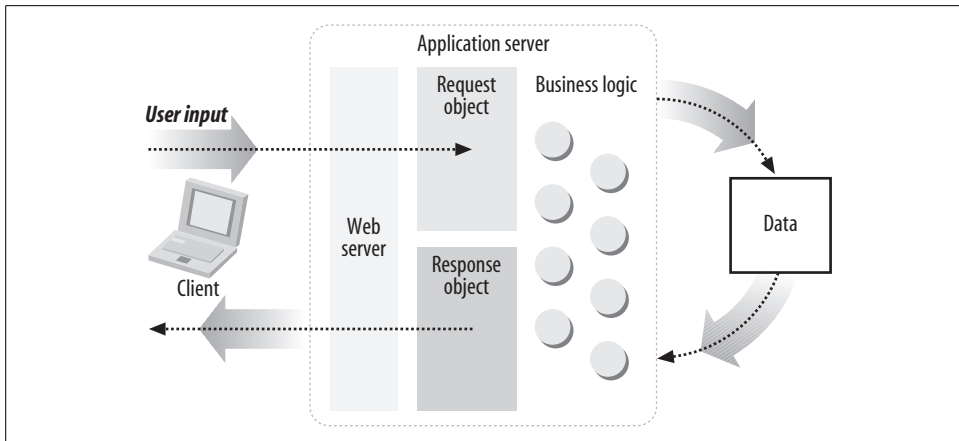 Application server
Request
object
Business logic
User input
Web
server
Data
Response
object
Client